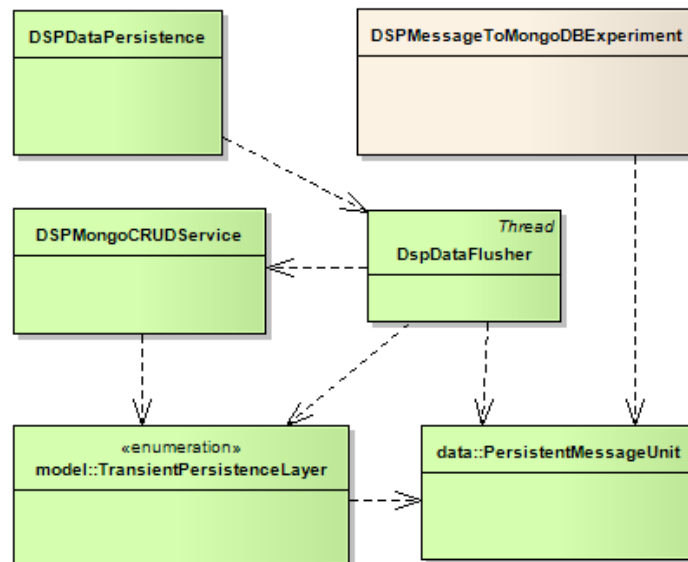 DSPDataPersistence
DSPMessageToMongoDBExperiment
DSPMongoCRUDService
Thread
DspDataFlusher
«enumeration»
model::TransientPersistenceLayer
data::PersistentMessageUnit